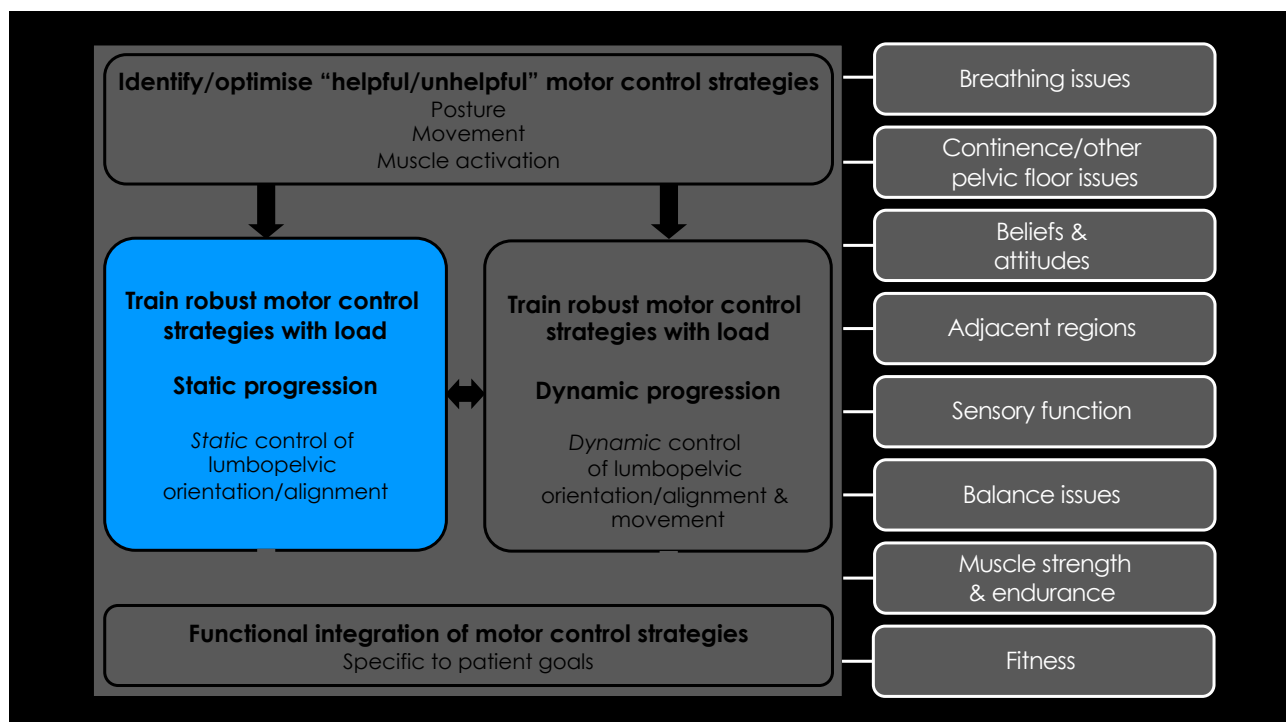 Identify/optimise “helpful/unhelpful” motor control strategies
Posture
Movement
Muscle activation
Train robust motor control
strategies with load
Static progression
Static control of
lumbopelvic
orientation/alignment
Train robust motor control
strategies with load
Dynamic progression
Dynamic control
of lumbopelvic
orientation/alignment &
movement
Functional integration of motor control strategies
Specific to patient goals
Breathing issues
Continence/other
pelvic floor issues
Beliefs &
attitudes
Adjacent regions
Sensory function
Balance issues
Muscle strength
& endurance
Fitness